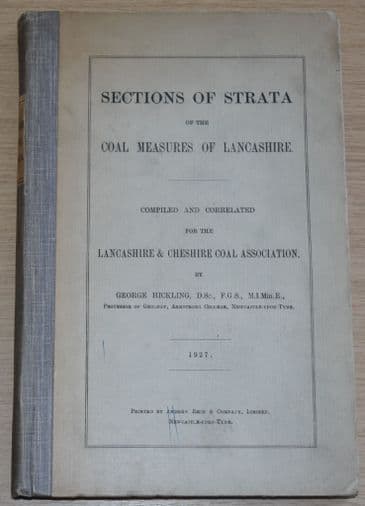 SECTIONS OF STRATA
OF THE
COAL MEASURES OF LANCASHIRE.
COMPILED AND CORRELATED
FOR THE
LANCASHIRE & CHESHIRE COAL ASSOCIATION.
BY
GEORGE HICKLING, D.Sc., F.G.S., M.I.Min.E.,
Professor of Geology, Armstrong College, Newcastle-upon-Tyne.
1927.
Printed by Andrew Reid & Company, Limited,
Newcastle-upon-Tyne.